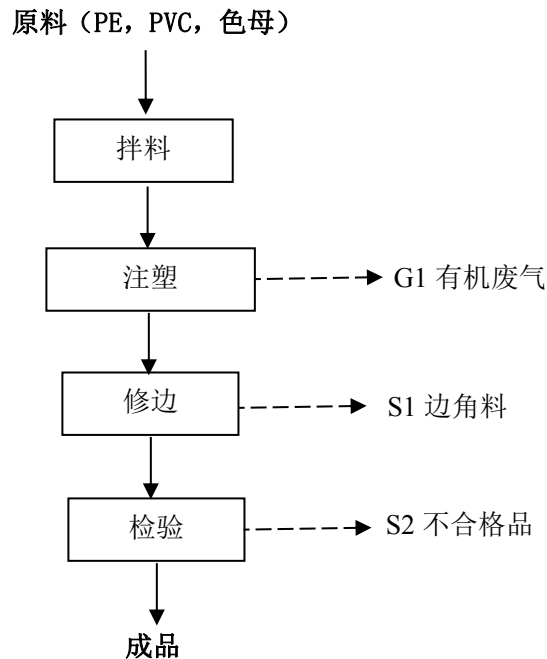 原料（PE，PVC，色母）
拌料
注塑
G1 有机废气
修边
S1 边角料
检验
S2 不合格品
成品